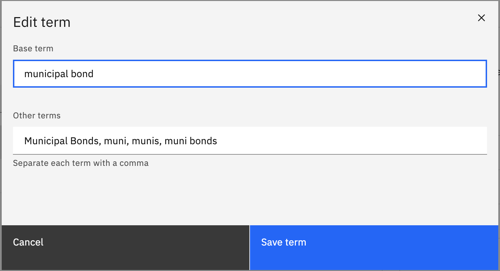 Edit term
Base term
municipal bond
Other terms
Municipal Bonds, muni, munis, muni bonds
Separate each term with a comma
Cancel
Save term